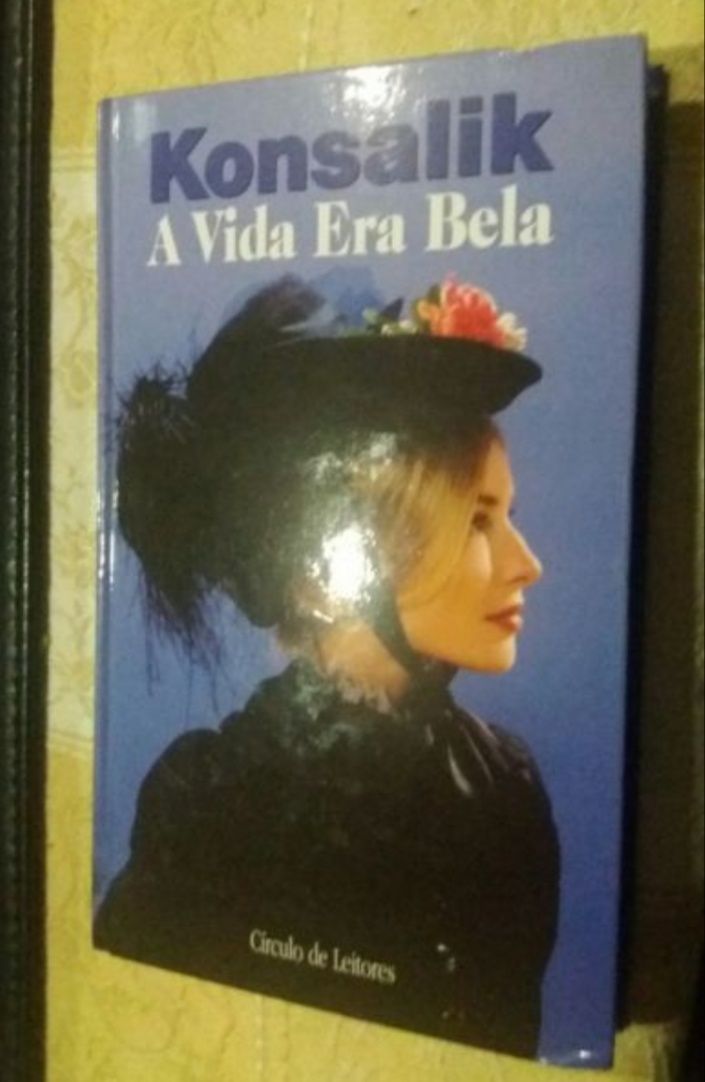 Konsalik
A Vida Era Bela
Círculo de Leitores